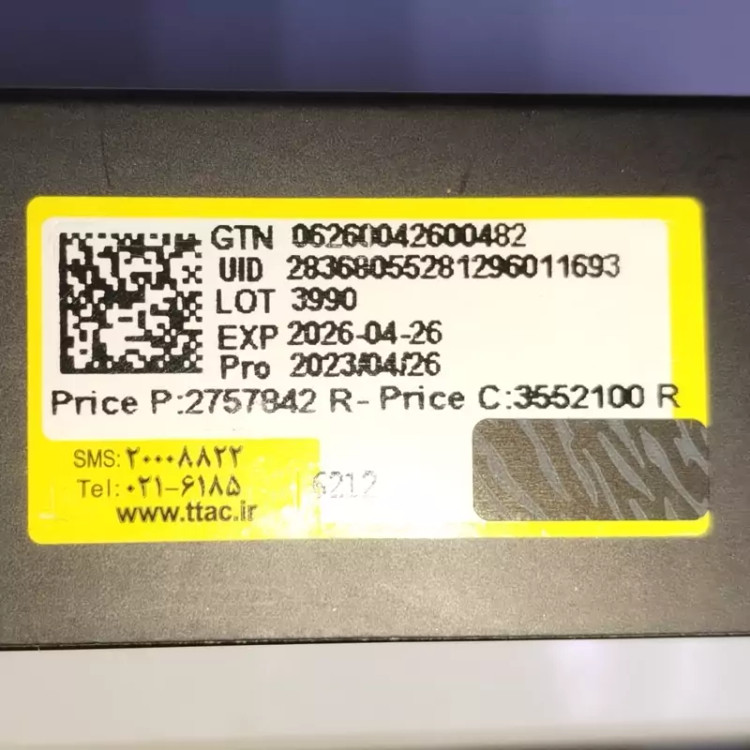 GTN 06260042600482
UID 28368055281296011693
LOT 3990
EXP 2026-04-26
Pro 2023/04/26
Price P:2757842 R- Price C:3552100 R
SMS:۲۰۰۰۸۸۲۲
Tel:۰۲۱-۶۱۸۵
6212
www.ttac.ir